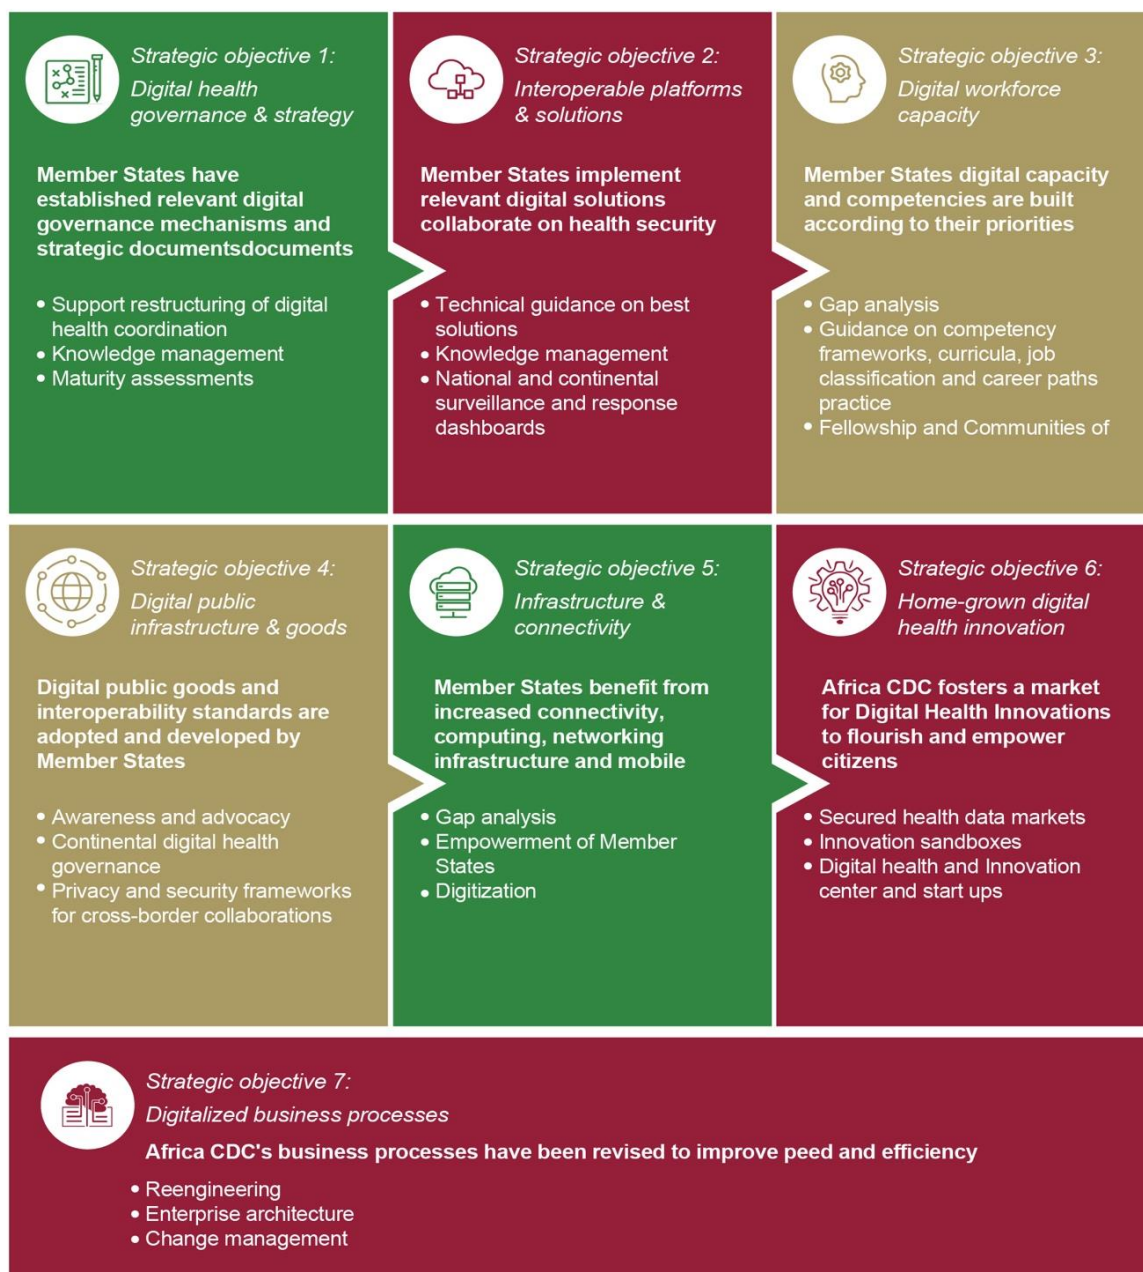 Strategic objective 1:
Digital health
governance & strategy
Member States have
established relevant digital
governance mechanisms and
strategic documentsdocuments
• Support restructuring of digital
health coordination
• Knowledge management
• Maturity assessments
Strategic objective 2:
Interoperable platforms
& solutions
Member States implement
relevant digital solutions
collaborate on health security
• Technical guidance on best
solutions
• Knowledge management
• National and continental
surveillance and response
dashboards
Strategic objective 3:
Digital workforce
capacity
Member States digital capacity
and competencies are built
according to their priorities
• Gap analysis
• Guidance on competency
frameworks, curricula, job
classification and career paths
practice
• Fellowship and Communities of
Strategic objective 4:
Digital public
infrastructure & goods
Digital public goods and
interoperability standards are
adopted and developed by
Member States
• Awareness and advocacy
• Continental digital health
governance
• Privacy and security frameworks
for cross-border collaborations
Strategic objective 5:
Infrastructure &
connectivity
Member States benefit from
increased connectivity,
computing, networking
infrastructure and mobile
• Gap analysis
• Empowerment of Member
States
• Digitization
Strategic objective 6:
Home-grown digital
health innovation
Africa CDC fosters a market
for Digital Health Innovations
to flourish and empower
citizens
• Secured health data markets
• Innovation sandboxes
• Digital health and Innovation
center and start ups
Strategic objective 7:
Digitalized business processes
Africa CDC's business processes have been revised to improve peed and efficiency
• Reengineering
• Enterprise architecture
• Change management